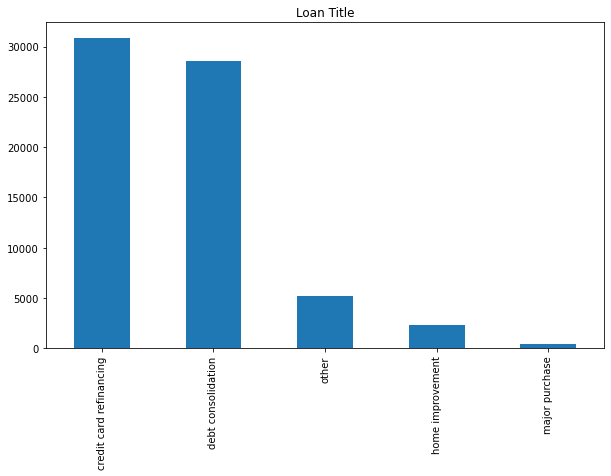 Loan Title
30000
25000
20000
15000
10000
5000
0
credit card refinancing
debt consolidation
other
home improvement
major purchase